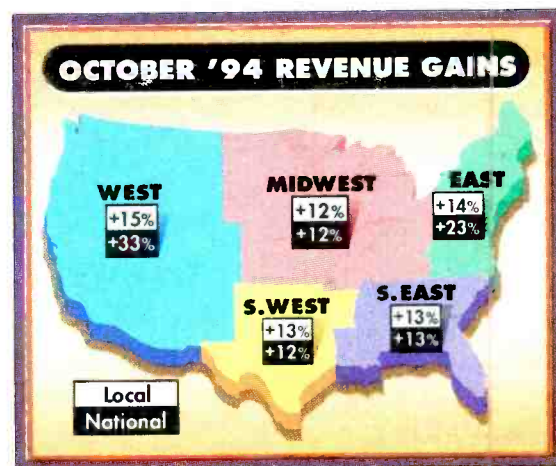 OCTOBER '94 REVENUE GAINS
WEST
+15%
+33%
MIDWEST
+12%
+12%
EAST
+14%
+23%
S.WEST
+13%
+12%
S.EAST
+13%
+13%
Local
National